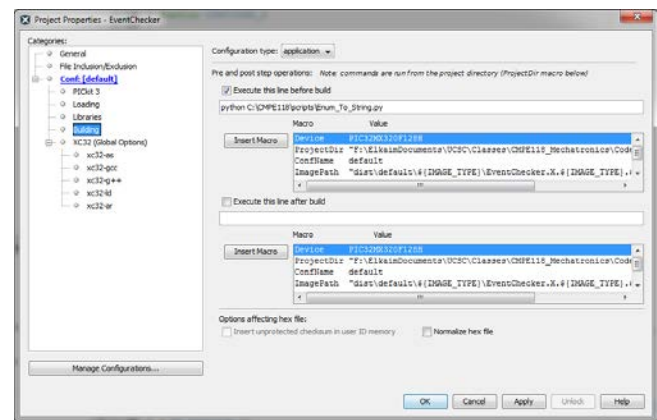 Project Properties - EventChecker
Categories:
General
File Inclusion/Exclusion
Conf: [default]
PICkit 3
Loading
Libraries
Building
XC32 (Global Options)
xc32-as
xc32-gcc
xc32-g++
xc32-ld
xc32-ar
Manage Configurations...
Configuration type: application
Pre and post step operations: Note: commands are run from the project directory (ProjectDir macro below)
Execute this line before build
python C:\CMPE118\scripts\Enum_To_String.py
Macro Value
Insert Macro
Device PIC32MX320F128H
ProjectDir "F:\ElkaimDocuments\UCSC\Classes\CMPE118_Mechatronics\Code
ConfName default
ImagePath "dist\default\${IMAGE_TYPE}\EventChecker.X.${IMAGE_TYPE}.
Execute this line after build
Macro Value
Insert Macro
Device PIC32MX320F128H
ProjectDir "F:\ElkaimDocuments\UCSC\Classes\CMPE118_Mechatronics\Code
ConfName default
ImagePath "dist\default\${IMAGE_TYPE}\EventChecker.X.${IMAGE_TYPE}.
Options affecting hex file:
Insert unprotected checksum in user ID memory Normalize hex file
OK Cancel Apply Unlock Help